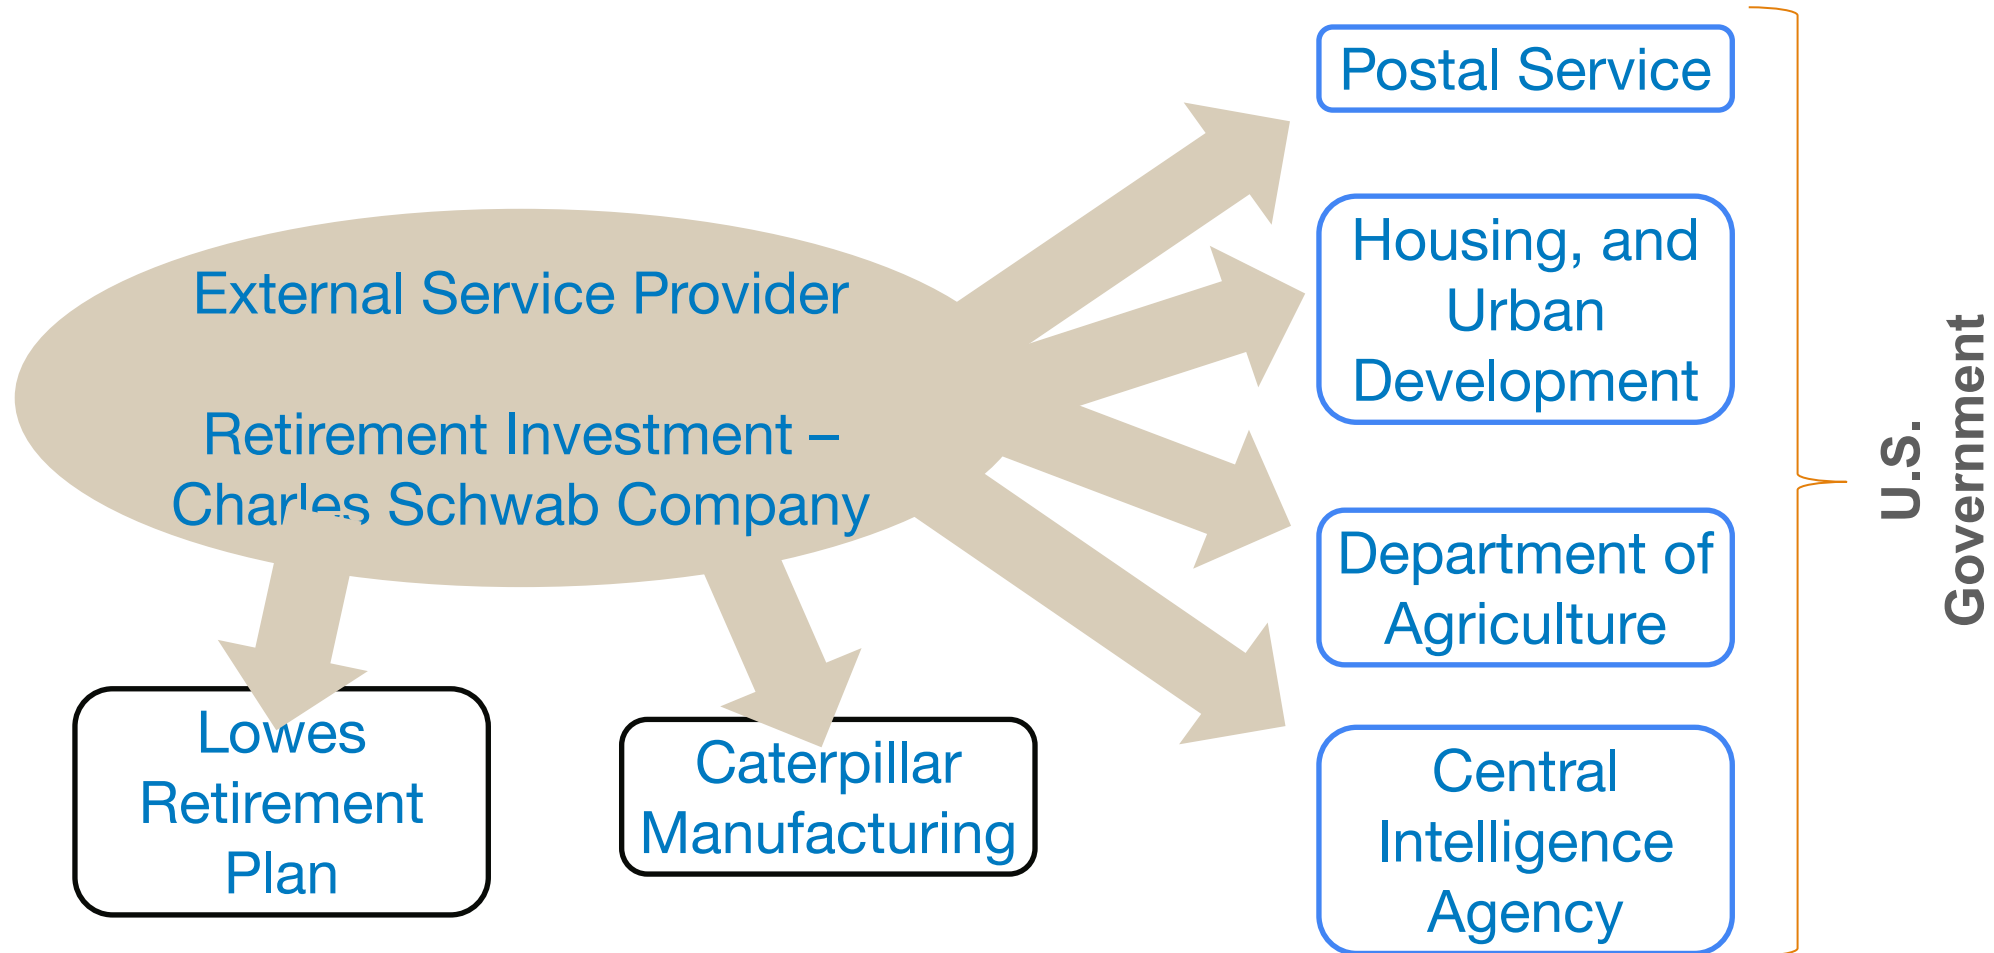 External Service Provider
Retirement Investment –
Charles Schwab Company
Postal Service
Housing, and
Urban
Development
Department of
Agriculture
Central
Intelligence
Agency
U.S.
Government
Lowes
Retirement
Plan
Caterpillar
Manufacturing